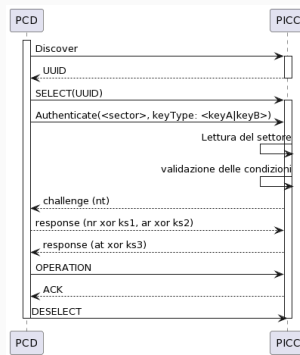 PCD PICC
Discover
UUID
SELECT(UUID)
Authenticate(<sector>, keyType: <keyA|keyB>)
Lettura del settore
validazione delle condizioni
challenge (nt)
response (nr xor ks1, ar xor ks2)
response (at xor ks3)
OPERATION
ACK
DESELECT
PCD PICC